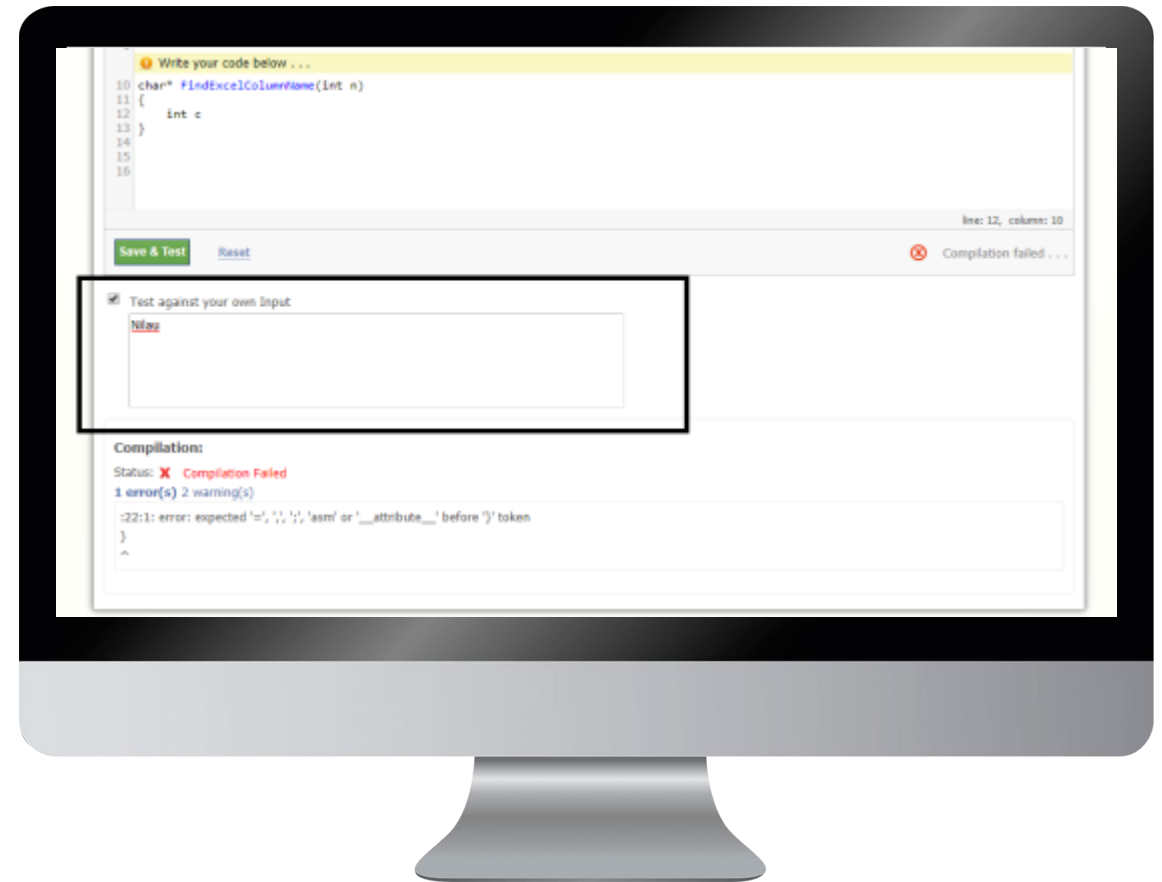 Write your code below . . .
10 char* FindExcelColumnName(int n)
11 {
12 int c
13 }
14
15
16
line: 12, column: 10
Save & Test Reset Compilation failed . . .
Test against your own Input
Nilau
Compilation:
Status: Compilation Failed
1 error(s) 2 warning(s)
:22:1: error: expected '=', ',', ';', 'asm' or '__attribute__' before '}' token
}
^